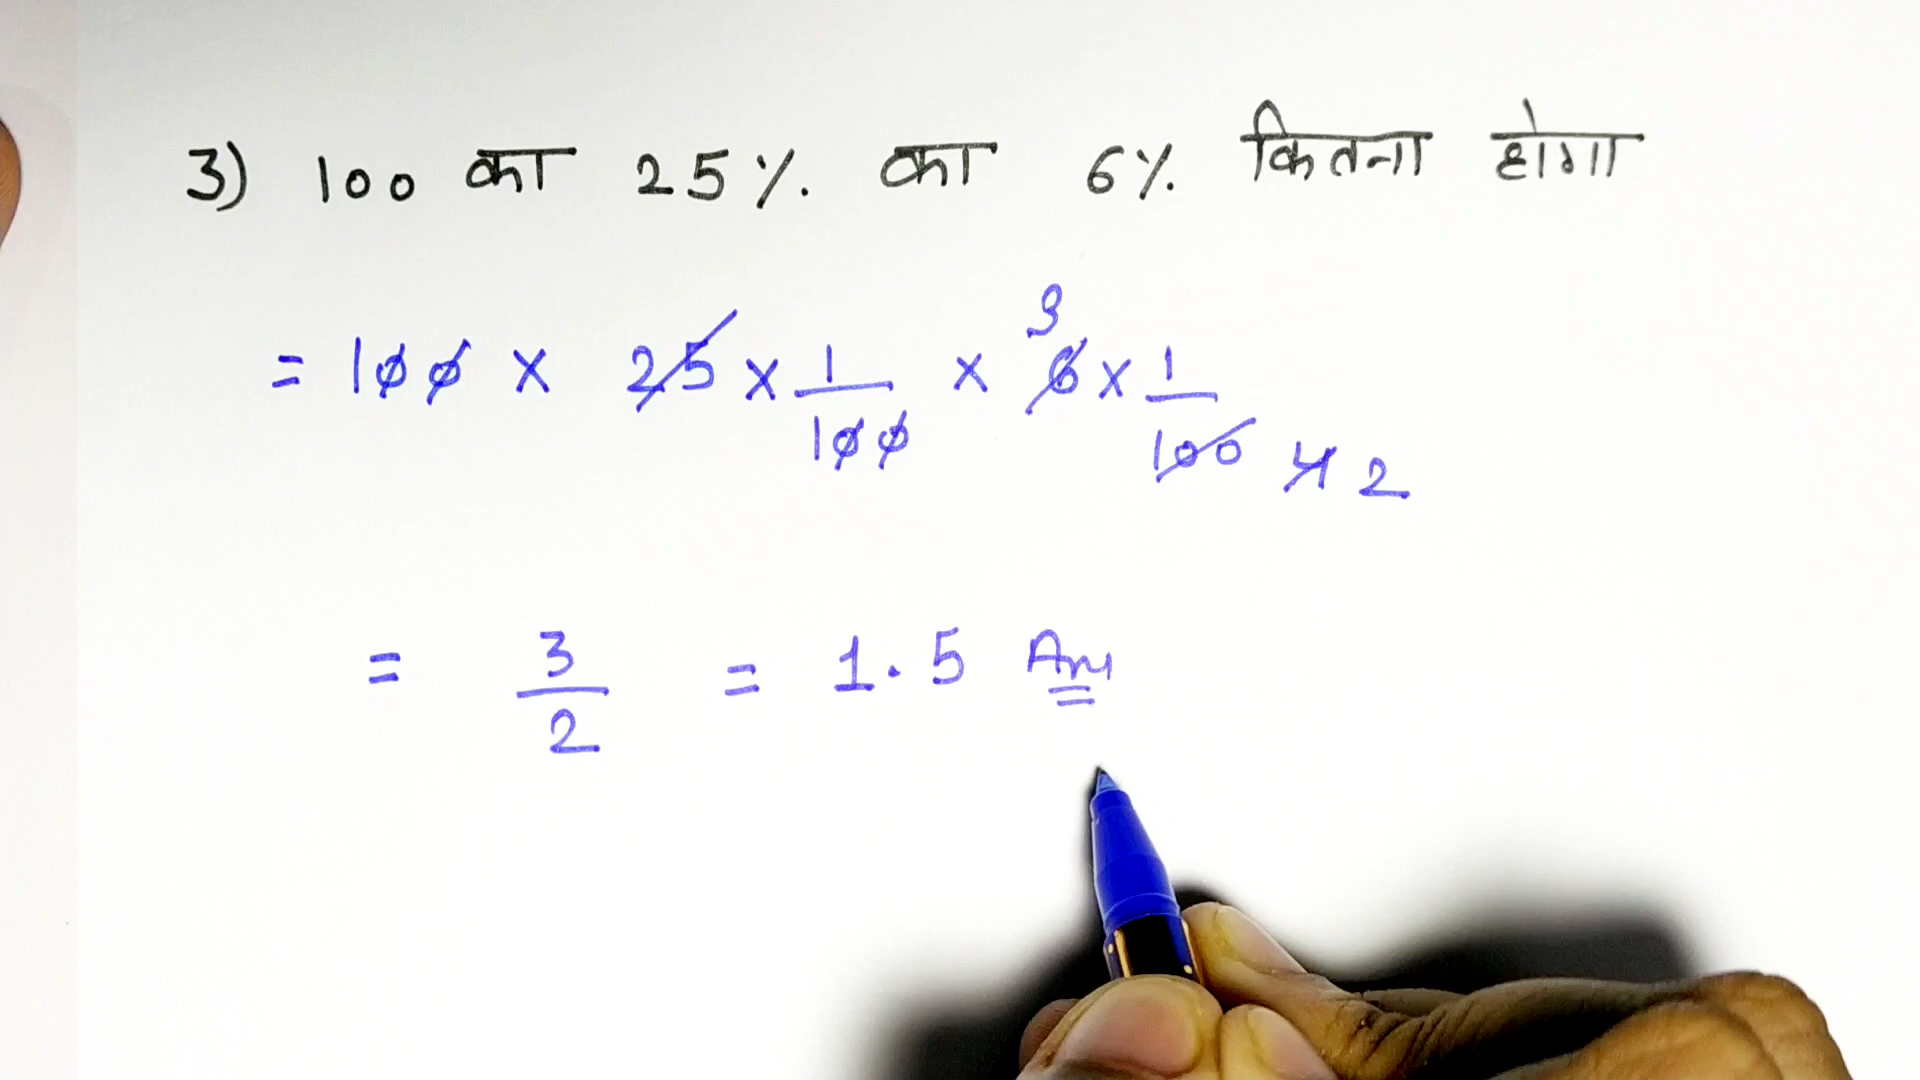 3) 100 का 25% का 6% कितना होगा
= 100 × 25 × 1/100 × 6 × 1/100 3 4 2
= 3/2 = 1.5 Ans